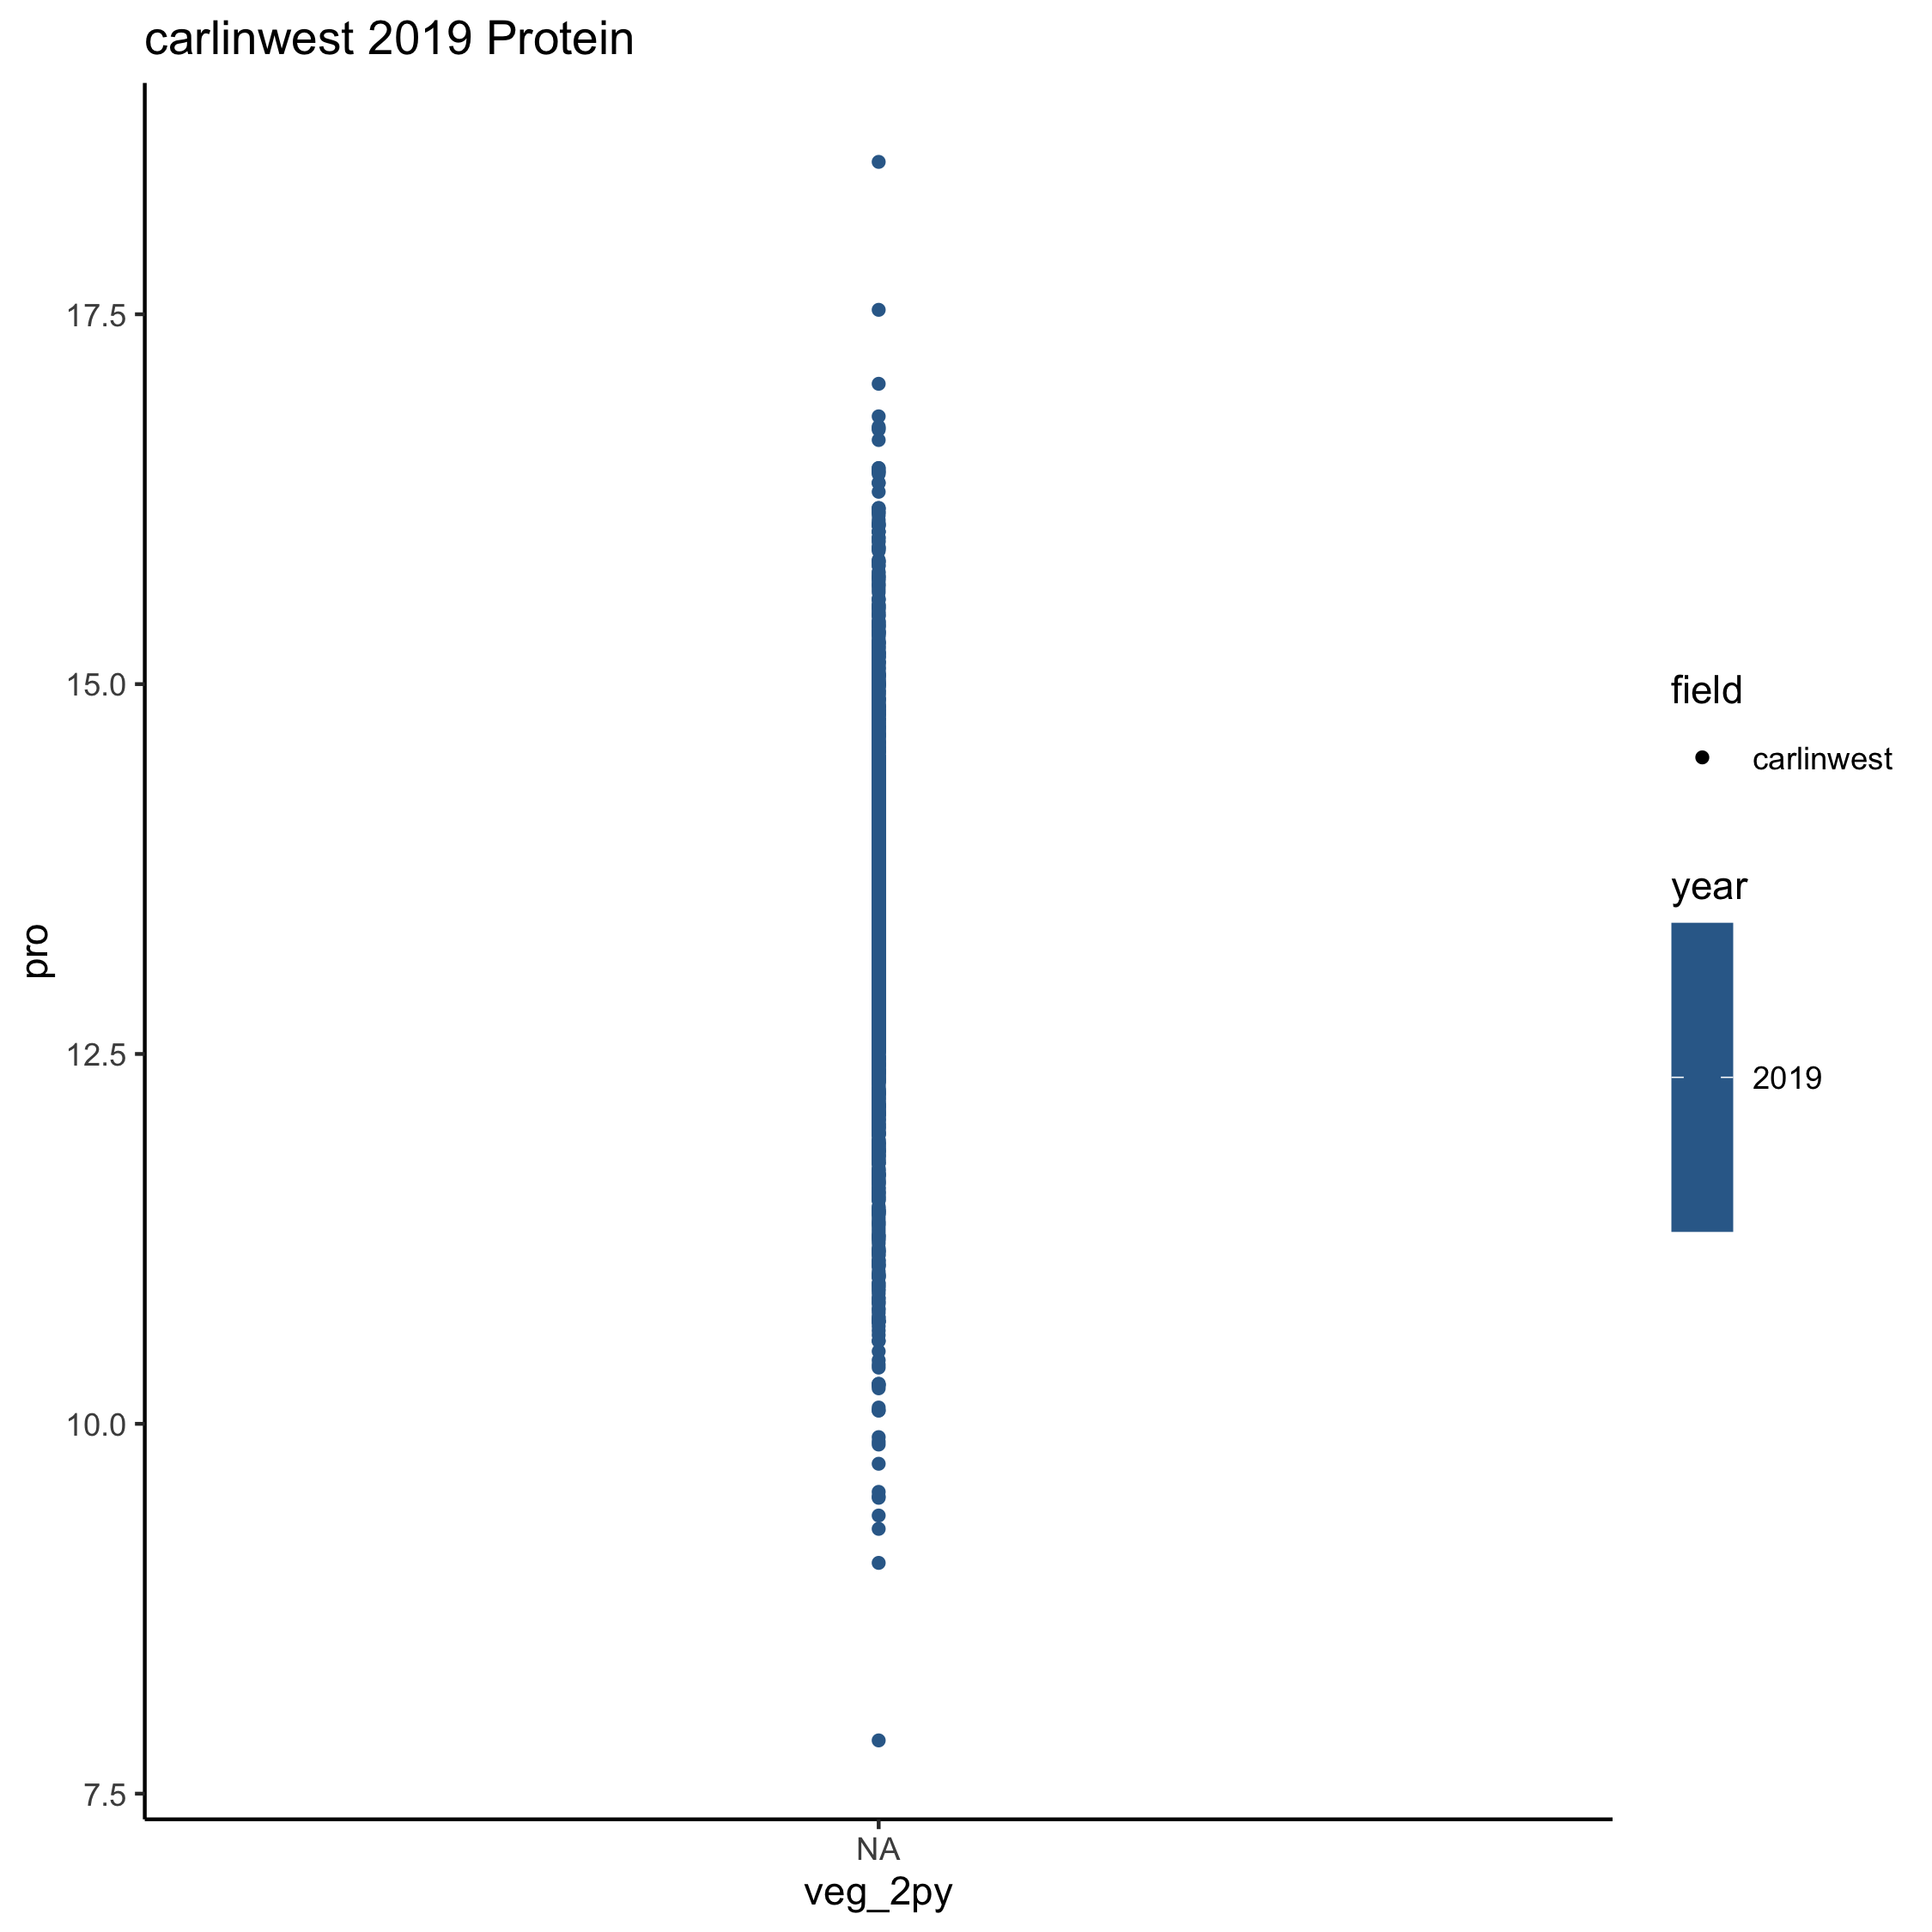 carlinwest 2019 Protein
17.5
15.0
12.5
10.0
7.5
pro
NA
veg_2py
field
carlinwest
year
2019